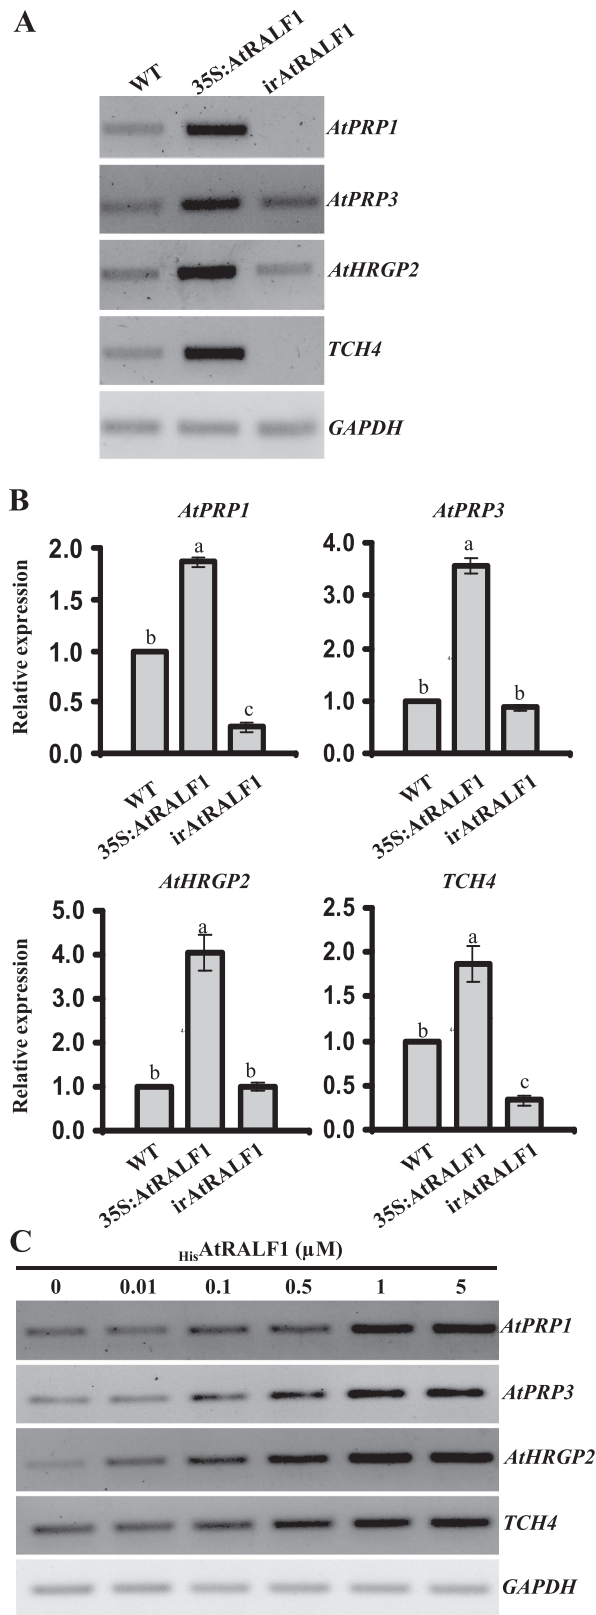 A
WT 35S:AtRALF1 irAtRALF1
AtPRP1
AtPRP3
AtHRGP2
TCH4
GAPDH
B
AtPRP1
Relative expression
2.0
1.5
1.0
0.5
0.0
b a c
WT 35S:AtRALF1 irAtRALF1
AtPRP3
4.0
3.0
2.0
1.0
0.0
b a b
WT 35S:AtRALF1 irAtRALF1
AtHRGP2
Relative expression
5.0
4.0
3.0
2.0
1.0
0.0
b a b
WT 35S:AtRALF1 irAtRALF1
TCH4
2.5
2.0
1.0
0.5
0.0
b a c
WT 35S:AtRALF1 irAtRALF1
C
HisAtRALF1 (µM)
0 0.01 0.1 0.5 1 5
AtPRP1
AtPRP3
AtHRGP2
TCH4
GAPDH